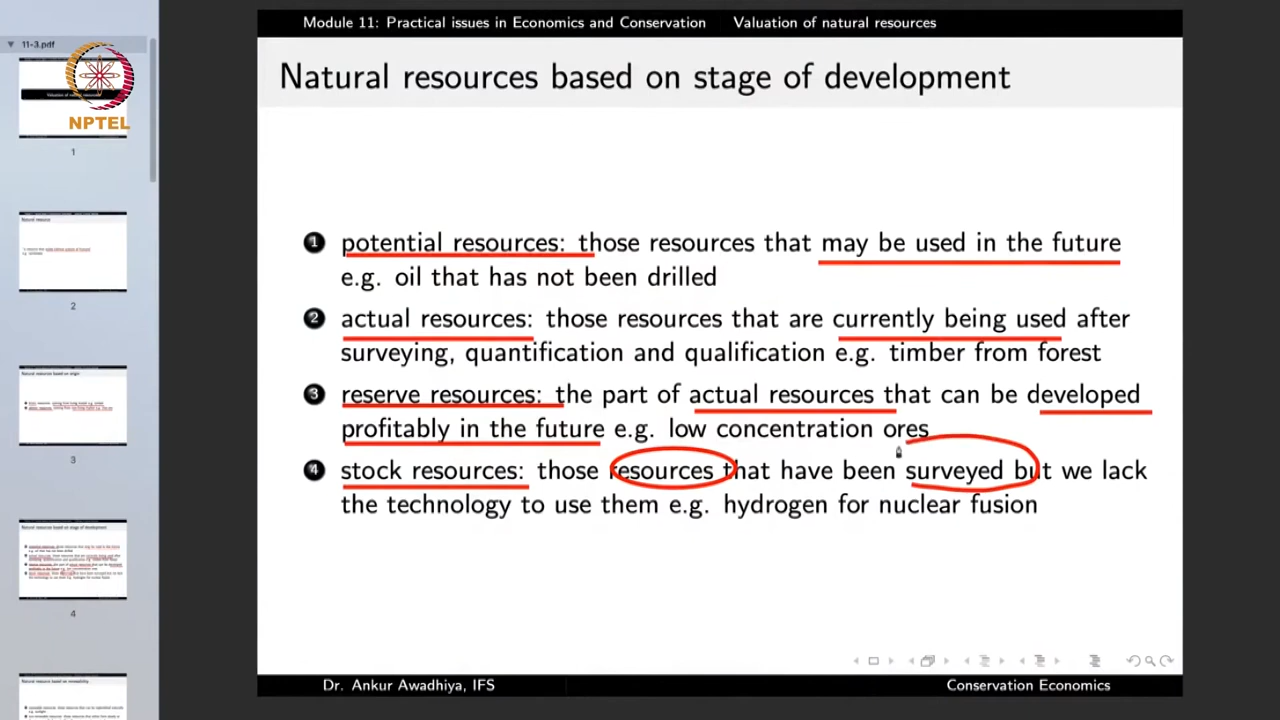 Module 11: Practical issues in Economics and Conservation Valuation of natural resources
11-3.pdf
NPTEL
1
2
3
4
Natural resources based on stage of development
1 potential resources: those resources that may be used in the future
e.g. oil that has not been drilled
2 actual resources: those resources that are currently being used after
surveying, quantification and qualification e.g. timber from forest
3 reserve resources: the part of actual resources that can be developed
profitably in the future e.g. low concentration ores
4 stock resources: those resources that have been surveyed but we lack
the technology to use them e.g. hydrogen for nuclear fusion
Dr. Ankur Awadhiya, IFS Conservation Economics